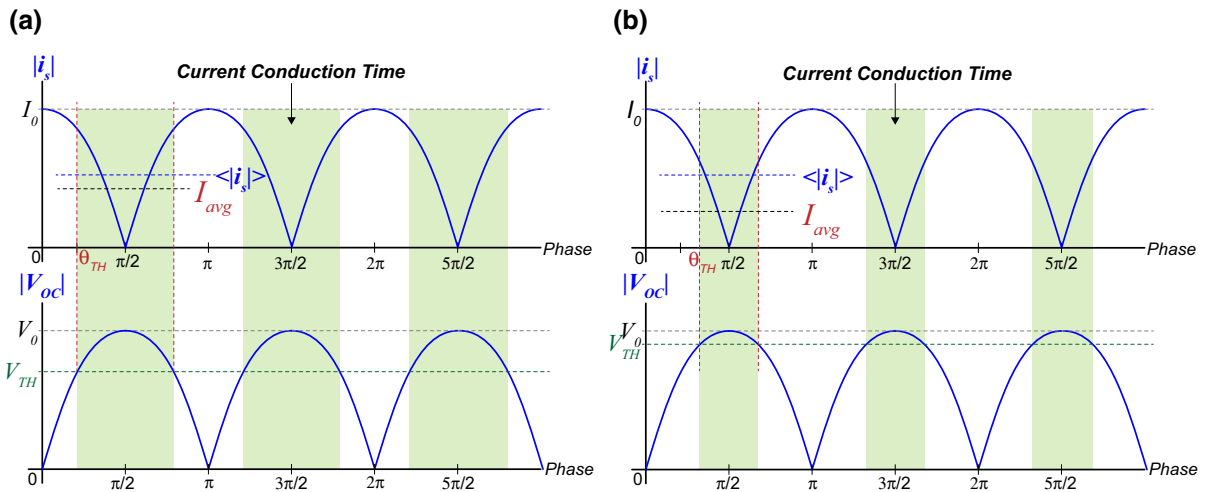 (a)
|i_s|
Current Conduction Time
I_0
<|i_s|>
I_avg
0
θ_TH
π/2
π
3π/2
2π
5π/2
Phase
|V_OC|
V_0
V_TH
0
π/2
π
3π/2
2π
5π/2
Phase
(b)
|i_s|
Current Conduction Time
I_0
<|i_s|>
I_avg
0
θ_TH
π/2
π
3π/2
2π
5π/2
Phase
|V_OC|
V_0
V_TH
0
π/2
π
3π/2
2π
5π/2
Phase